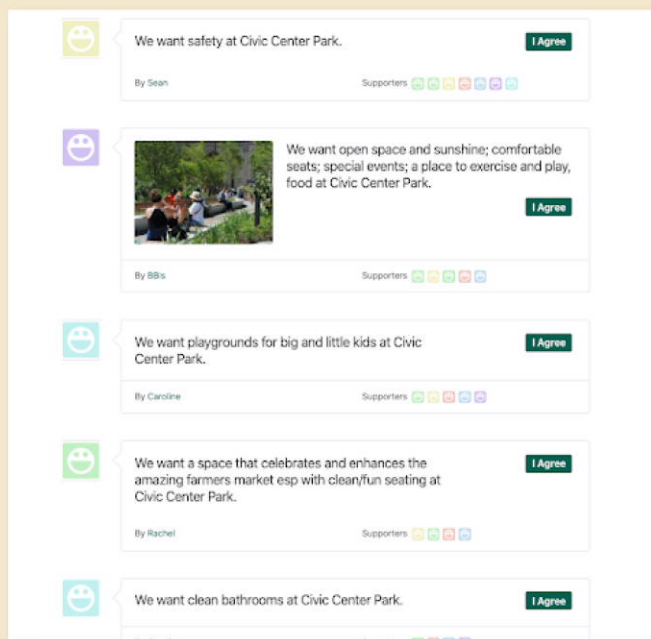 We want safety at Civic Center Park.
I Agree
By Sean
Supporters
We want open space and sunshine; comfortable
seats; special events; a place to exercise and play,
food at Civic Center Park.
I Agree
By BBis
Supporters
We want playgrounds for big and little kids at Civic
Center Park.
I Agree
By Caroline
Supporters
We want a space that celebrates and enhances the
amazing farmers market esp with clean/fun seating at
Civic Center Park.
I Agree
By Rachel
Supporters
We want clean bathrooms at Civic Center Park.
I Agree